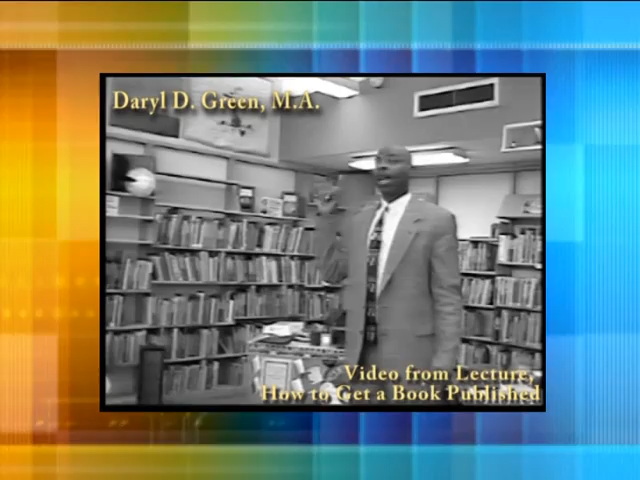 Daryl D. Green, M.A.
Video from Lecture,
How to Get a Book Published